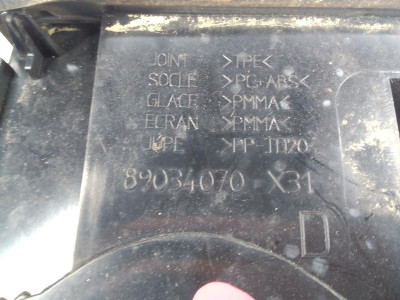 JOINT >TPE<
SOCLE >PC+ABS<
GLACE >PMMA<
ECRAN >PMMA<
JUPE >PP-TD20
89034070 X31
D